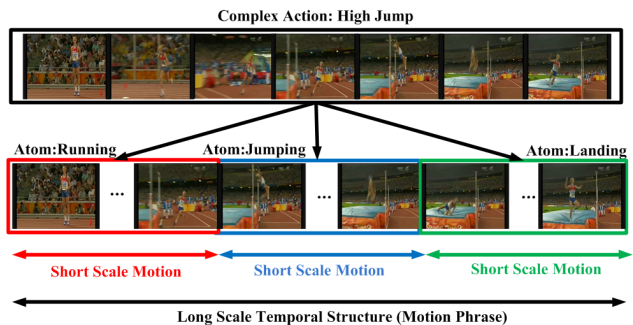 Complex Action: High Jump
Atom:Running
Atom:Jumping
Atom:Landing
...
...
...
Short Scale Motion
Short Scale Motion
Short Scale Motion
Long Scale Temporal Structure (Motion Phrase)